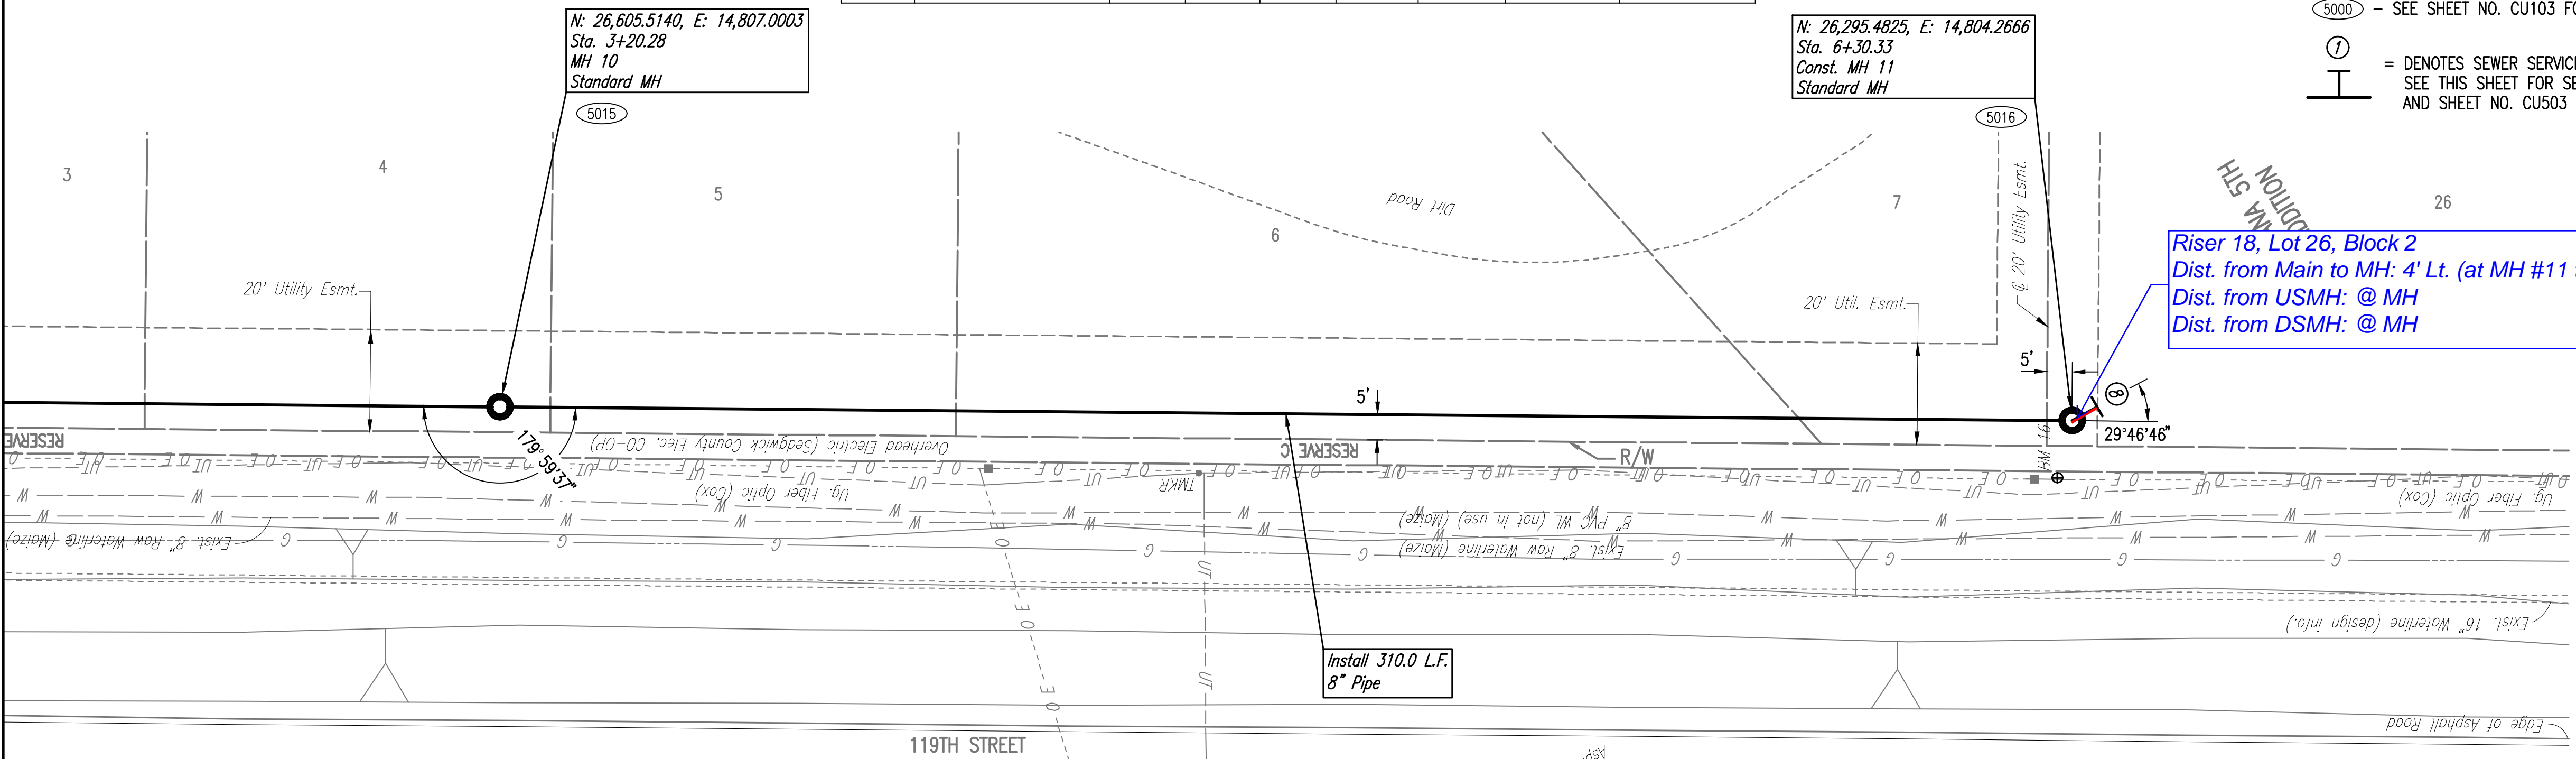 N: 26,605.5140, E: 14,807.0003
Sta. 3+20.28
MH 10
Standard MH
5015
N: 26,295.4825, E: 14,804.2666
Sta. 6+30.33
Const. MH 11
Standard MH
5016
5000 – SEE SHEET NO. CU103 FO
1
= DENOTES SEWER SERVICE
SEE THIS SHEET FOR SE
AND SHEET NO. CU503
3
4
5
6
7
26
Dirt Road
NA 5TH
DDITION
Riser 18, Lot 26, Block 2
Dist. from Main to MH: 4' Lt. (at MH #11
Dist. from USMH: @ MH
Dist. from DSMH: @ MH
20' Utility Esmt.
20' Util. Esmt.
℄ 20' Utility Esmt.
5'
5'
8
29°46'46"
179°59'37"
BM 16
RESERVE
Overhead Electric (Sedgwick County Elec. CO-OP)
RESERVE C
R/W
TMKR
Ug. Fiber Optic (Cox)
Ug. Fiber Optic (Cox)
8" PVC WL (not in use) (Maize)
Exist. 8" Raw Waterline (Maize)
Exist. 8" Raw Waterline (Maize)
Exist. 16" Waterline (design info.)
Install 310.0 L.F.
8" Pipe
Edge of Asphalt Road
119TH STREET